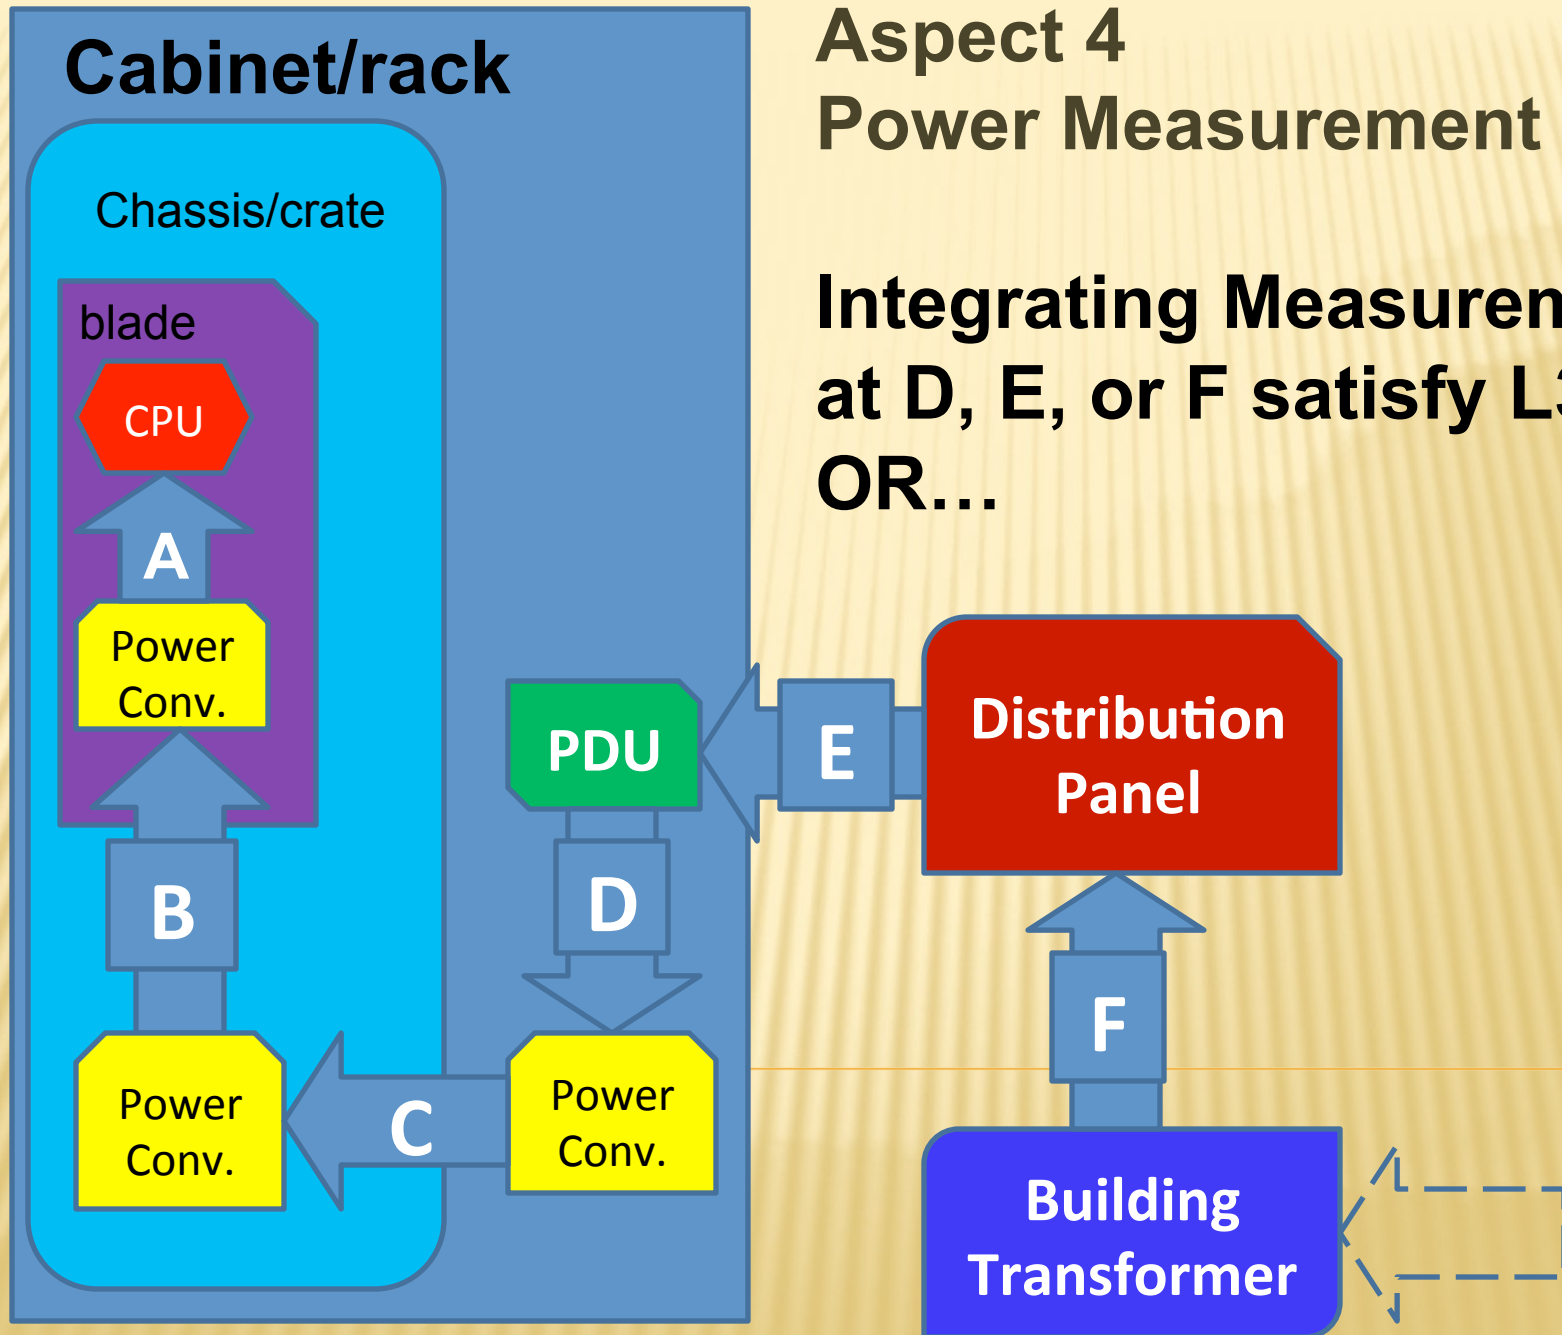 Cabinet/rack
Chassis/crate
blade
CPU
A
Power
Conv.
B
Power
Conv.
C
Power
Conv.
D
PDU
E
Distribution
Panel
F
Building
Transformer
Aspect 4
Power Measurement
Integrating
at D, E, or F satisfy
OR…